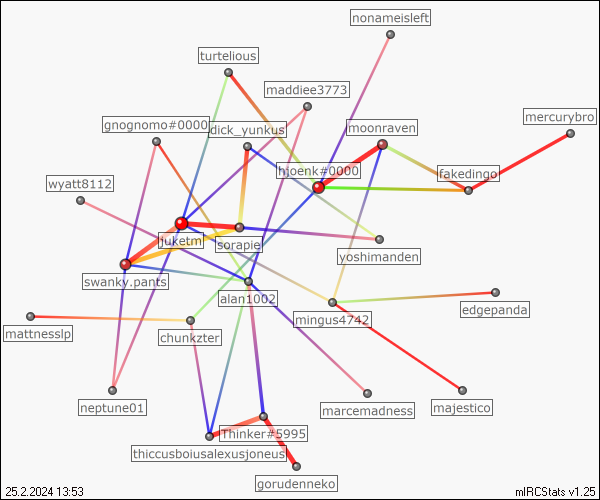 nonameisleft
turtelious
maddiee3773
mercurybro
gnognomo#0000
dick_yunkus
moonraven
hjoenk#0000
fakedingo
wyatt8112
juketm
sorapie
yoshimanden
swanky.pants
alan1002
edgepanda
mingus4742
mattnesslp
chunkzter
neptune01
marcemadness
majestico
Thinker#5995
thiccusboiusalexusjoneus
gorudenneko
25.2.2024 13:53
mIRCStats v1.25